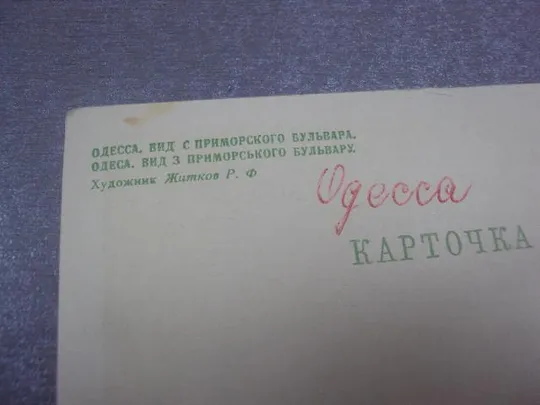 ОДЕССА. ВИД С ПРИМОРСКОГО БУЛЬВАРА.
ОДЕСА. ВИД З ПРИМОРСЬКОГО БУЛЬВАРУ.
Художник Житков Р. Ф
Одесса
КАРТОЧКА